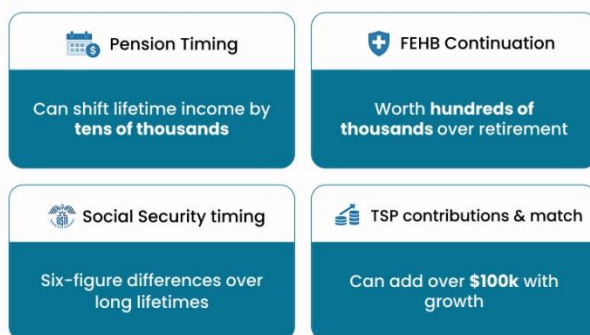 Pension Timing
Can shift lifetime income by
tens of thousands
FEHB Continuation
Worth hundreds of
thousands over retirement
Social Security timing
Six-figure differences over
long lifetimes
TSP contributions & match
Can add over $100k with
growth